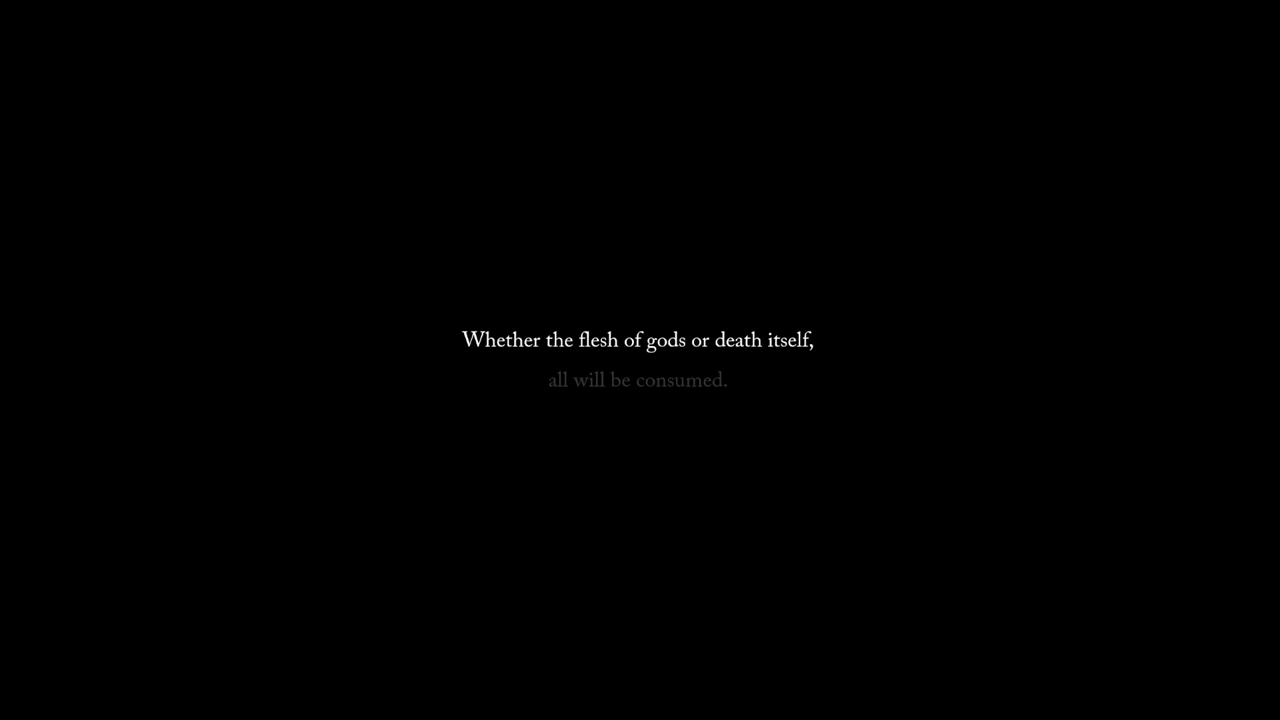 Whether the flesh of gods or death itself,
all will be consumed.